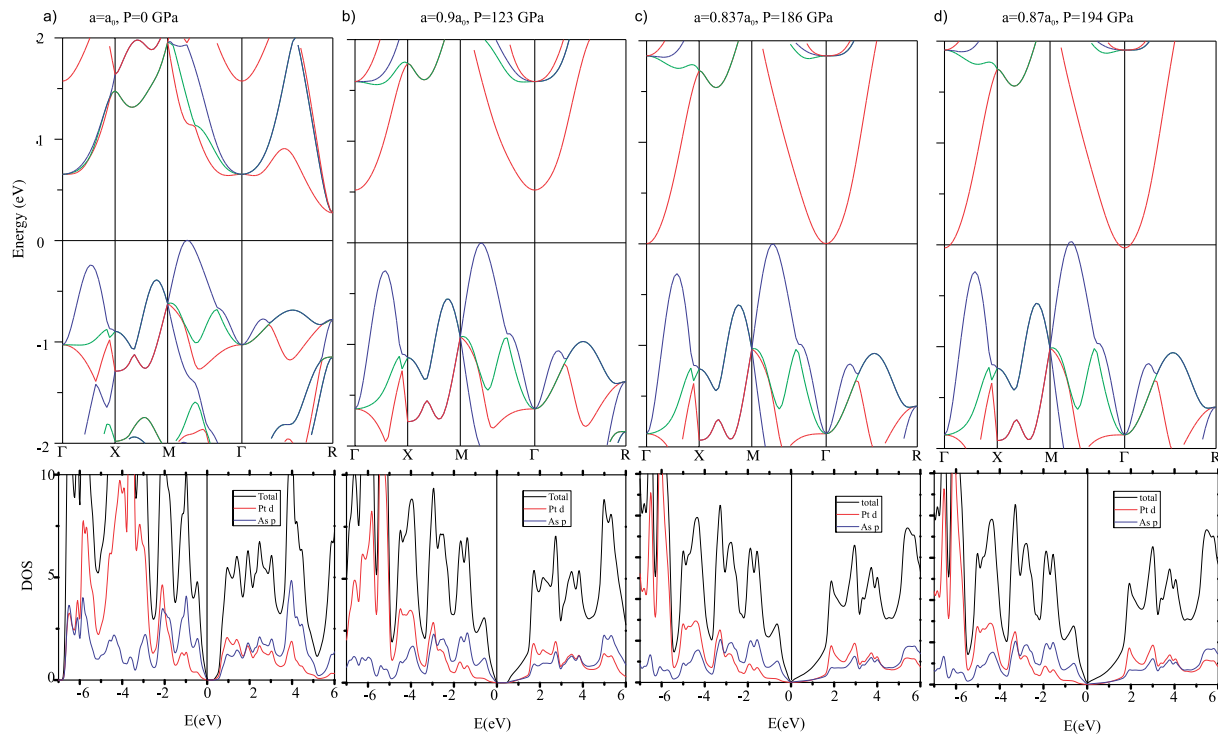 a) a=a₀, P=0 GPa
b) a=0.9a₀, P=123 GPa
c) a=0.837a₀, P=186 GPa
d) a=0.87a₀, P=194 GPa
Energy (eV)
2
1
0
-1
-2
Γ X M Γ R
Γ X M Γ R
Γ X M Γ R
Γ X M Γ R
DOS
10
5
0
Total
Pt d
As p
Total
Pt d
As p
total
Pt d
As p
total
Pt d
As p
-6 -4 -2 0 2 4 6
-6 -4 -2 0 2 4 6
-6 -4 -2 0 2 4 6
-6 -4 -2 0 2 4 6
E(eV)
E(eV)
E(eV)
E(eV)